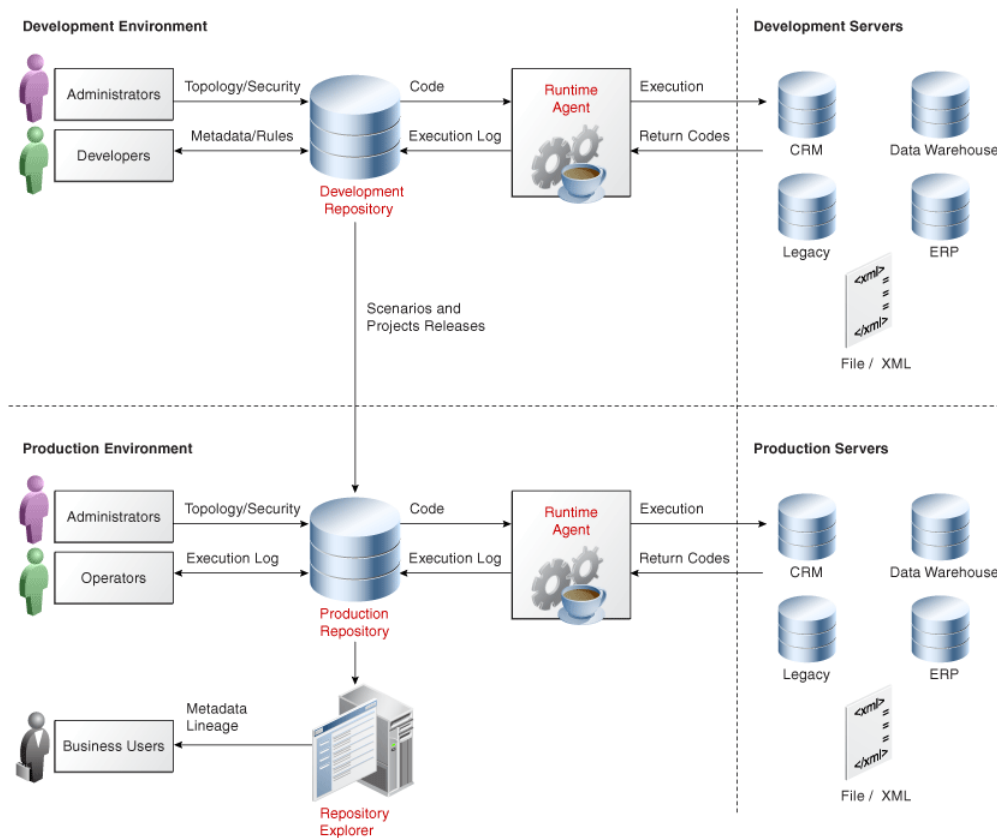 Development Environment
Development Servers
Administrators
Topology/Security
Code
Runtime
Agent
Execution
Developers
Metadata/Rules
Execution Log
Return Codes
CRM
Data Warehouse
Development
Repository
Legacy
ERP
<xml>
=
=
=
</xml>
File / XML
Scenarios and
Projects Releases
Production Environment
Production Servers
Administrators
Topology/Security
Code
Runtime
Agent
Execution
Operators
Execution Log
Execution Log
Return Codes
CRM
Data Warehouse
Production
Repository
Legacy
ERP
<xml>
=
=
=
</xml>
File / XML
Business Users
Metadata
Lineage
Repository
Explorer